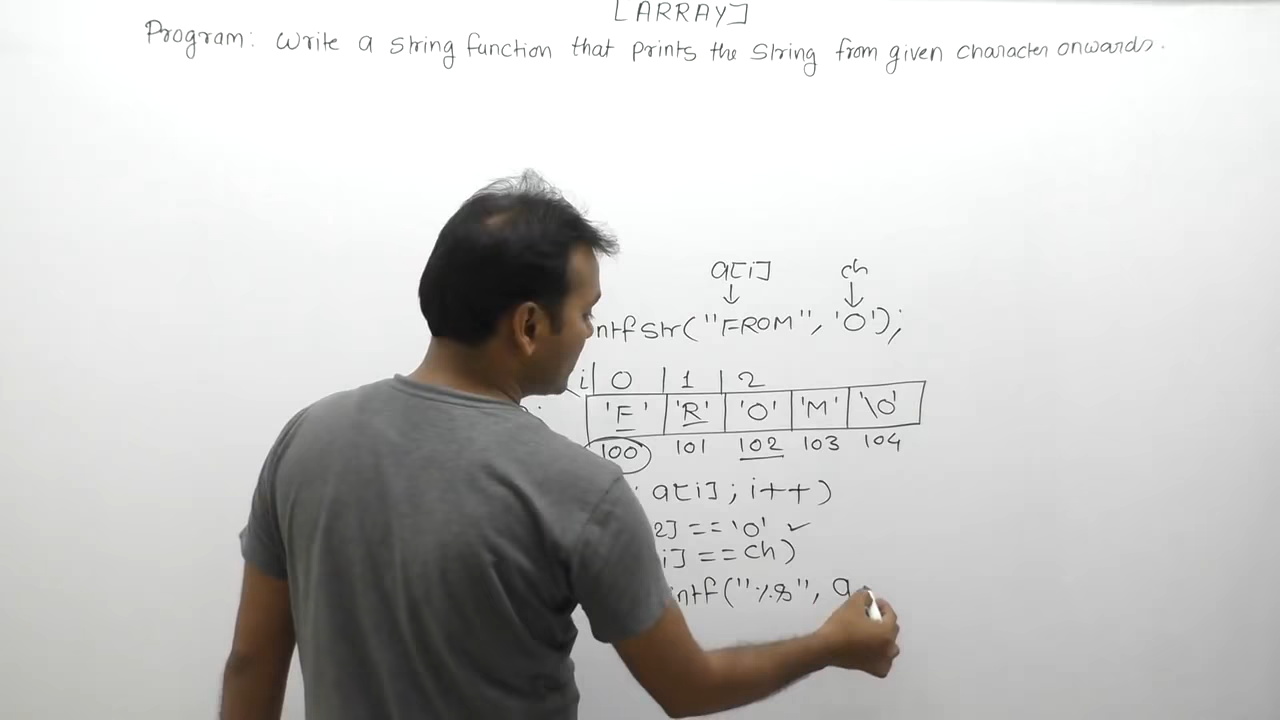 [ARRAY]
Program: Write a string function that prints the string from given character onwards.
a[i] ch
↓ ↓
ntfstr("FROM", 'O');
i| 0 | 1 | 2
'F' 'R' 'O' 'M' '\0'
100 101 102 103 104
; a[i]; i++)
2] == 'O' ✓
i] == ch)
intf("%s", a